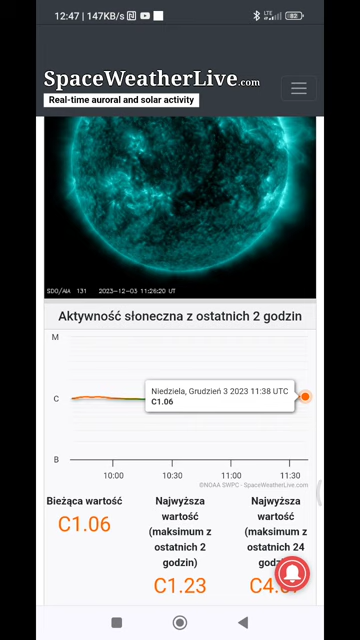 12:47 | 147KB/s
LTE
82
SpaceWeatherLive.com
Real-time auroral and solar activity
SDO/AIA 131 2023-12-03 11:26:20 UT
Aktywność słoneczna z ostatnich 2 godzin
M
Niedziela, Grudzień 3 2023 11:38 UTC
C1.06
C
B
10:00 10:30 11:00 11:30
©NOAA SWPC - SpaceWeatherLive.com
Bieżąca wartość
C1.06
Najwyższa
wartość
(maksimum z
ostatnich 2
godzin)
C1.23
Najwyższa
wartość
(maksimum z
ostatnich 24